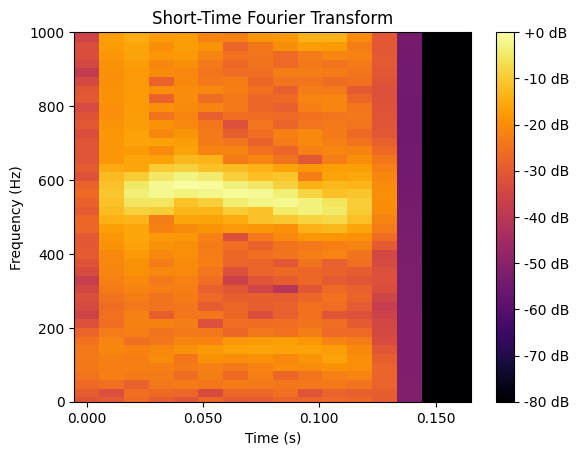 Short-Time Fourier Transform
1000
800
600
400
200
0
Frequency (Hz)
0.000
0.050
0.100
0.150
Time (s)
+0 dB
-10 dB
-20 dB
-30 dB
-40 dB
-50 dB
-60 dB
-70 dB
-80 dB